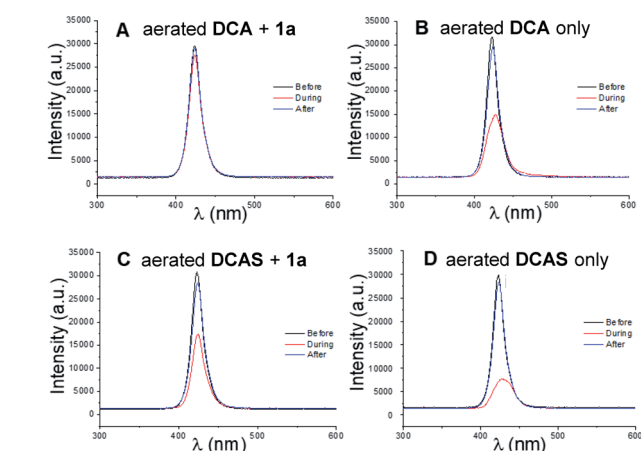 A aerated DCA + 1a
35000
30000
25000
20000
15000
10000
5000
0
Intensity (a.u.)
Before
During
After
300 400 500 600
λ (nm)
B aerated DCA only
35000
30000
25000
20000
15000
10000
5000
0
Intensity (a.u.)
Before
During
After
300 400 500 600
λ (nm)
C aerated DCAS + 1a
35000
30000
25000
20000
15000
10000
5000
0
Intensity (a.u.)
Before
During
After
300 400 500 600
λ (nm)
D aerated DCAS only
35000
30000
25000
20000
15000
10000
5000
0
Intensity (a.u.)
Before
During
After
300 400 500 600
λ (nm)